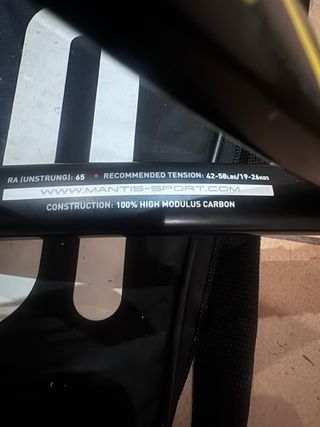 RA (UNSTRUNG): 65 • RECOMMENDED TENSION: 42-58LBS/19-26KGS
WWW.MANTIS-SPORT.COM
CONSTRUCTION: 100% HIGH MODULUS CARBON